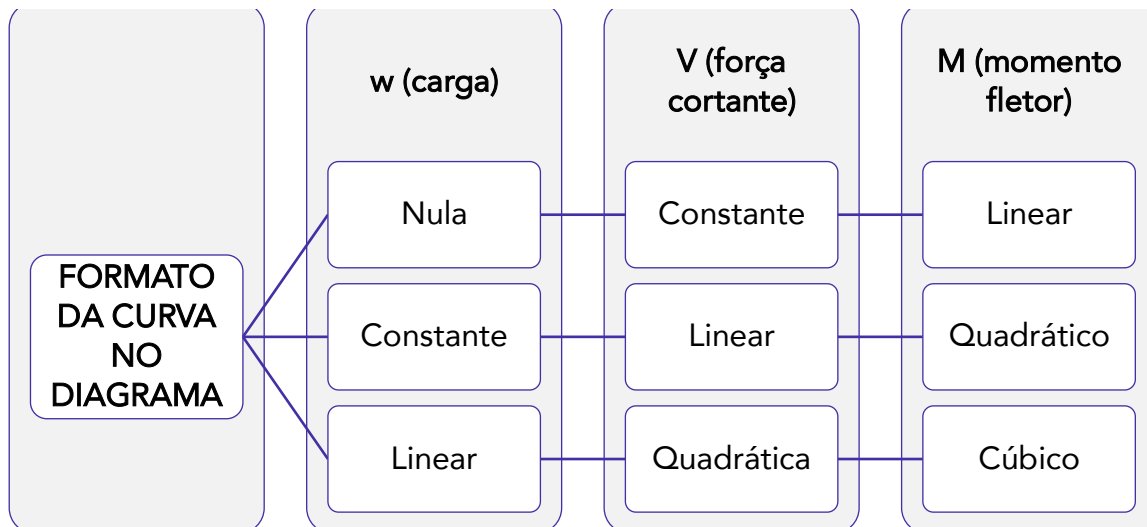 w (carga)
V (força
cortante)
M (momento
fletor)
FORMATO
DA CURVA
NO
DIAGRAMA
Nula
Constante
Linear
Constante
Linear
Quadrático
Linear
Quadrática
Cúbico